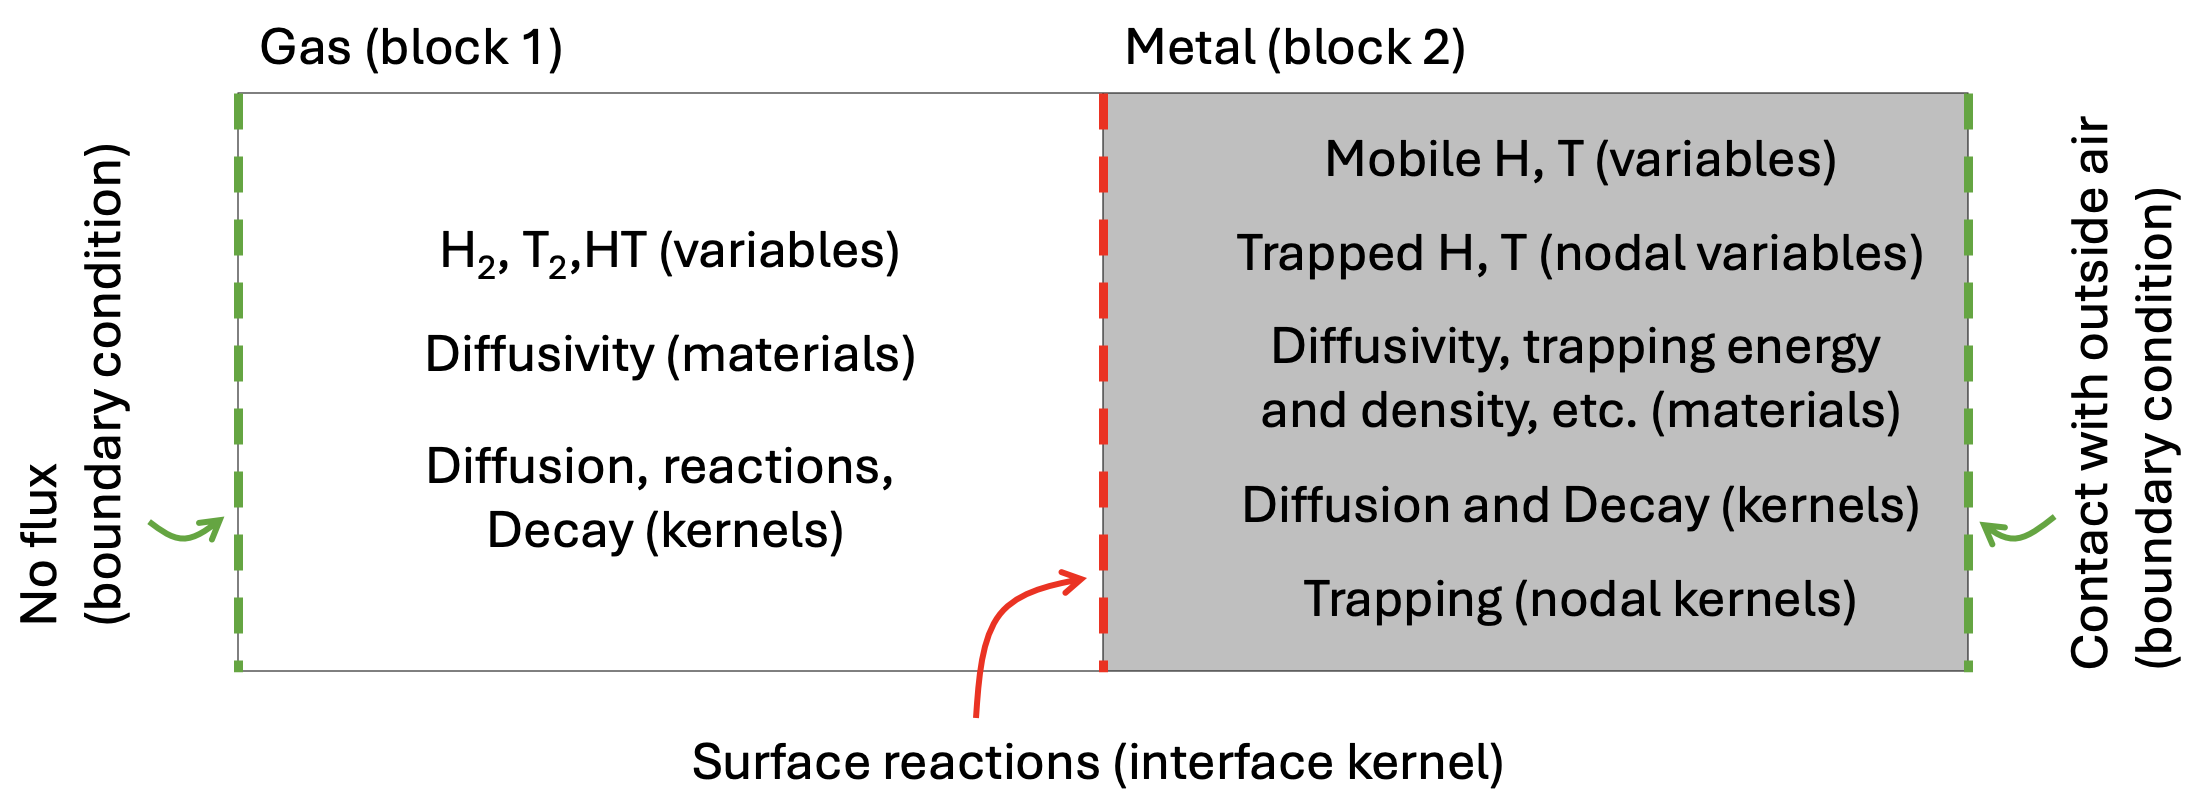 Gas (block 1)
Metal (block 2)
No flux
(boundary condition)
H₂, T₂,HT (variables)
Diffusivity (materials)
Diffusion, reactions,
Decay (kernels)
Mobile H, T (variables)
Trapped H, T (nodal variables)
Diffusivity, trapping energy
and density, etc. (materials)
Diffusion and Decay (kernels)
Trapping (nodal kernels)
Contact with outside air
(boundary condition)
Surface reactions (interface kernel)